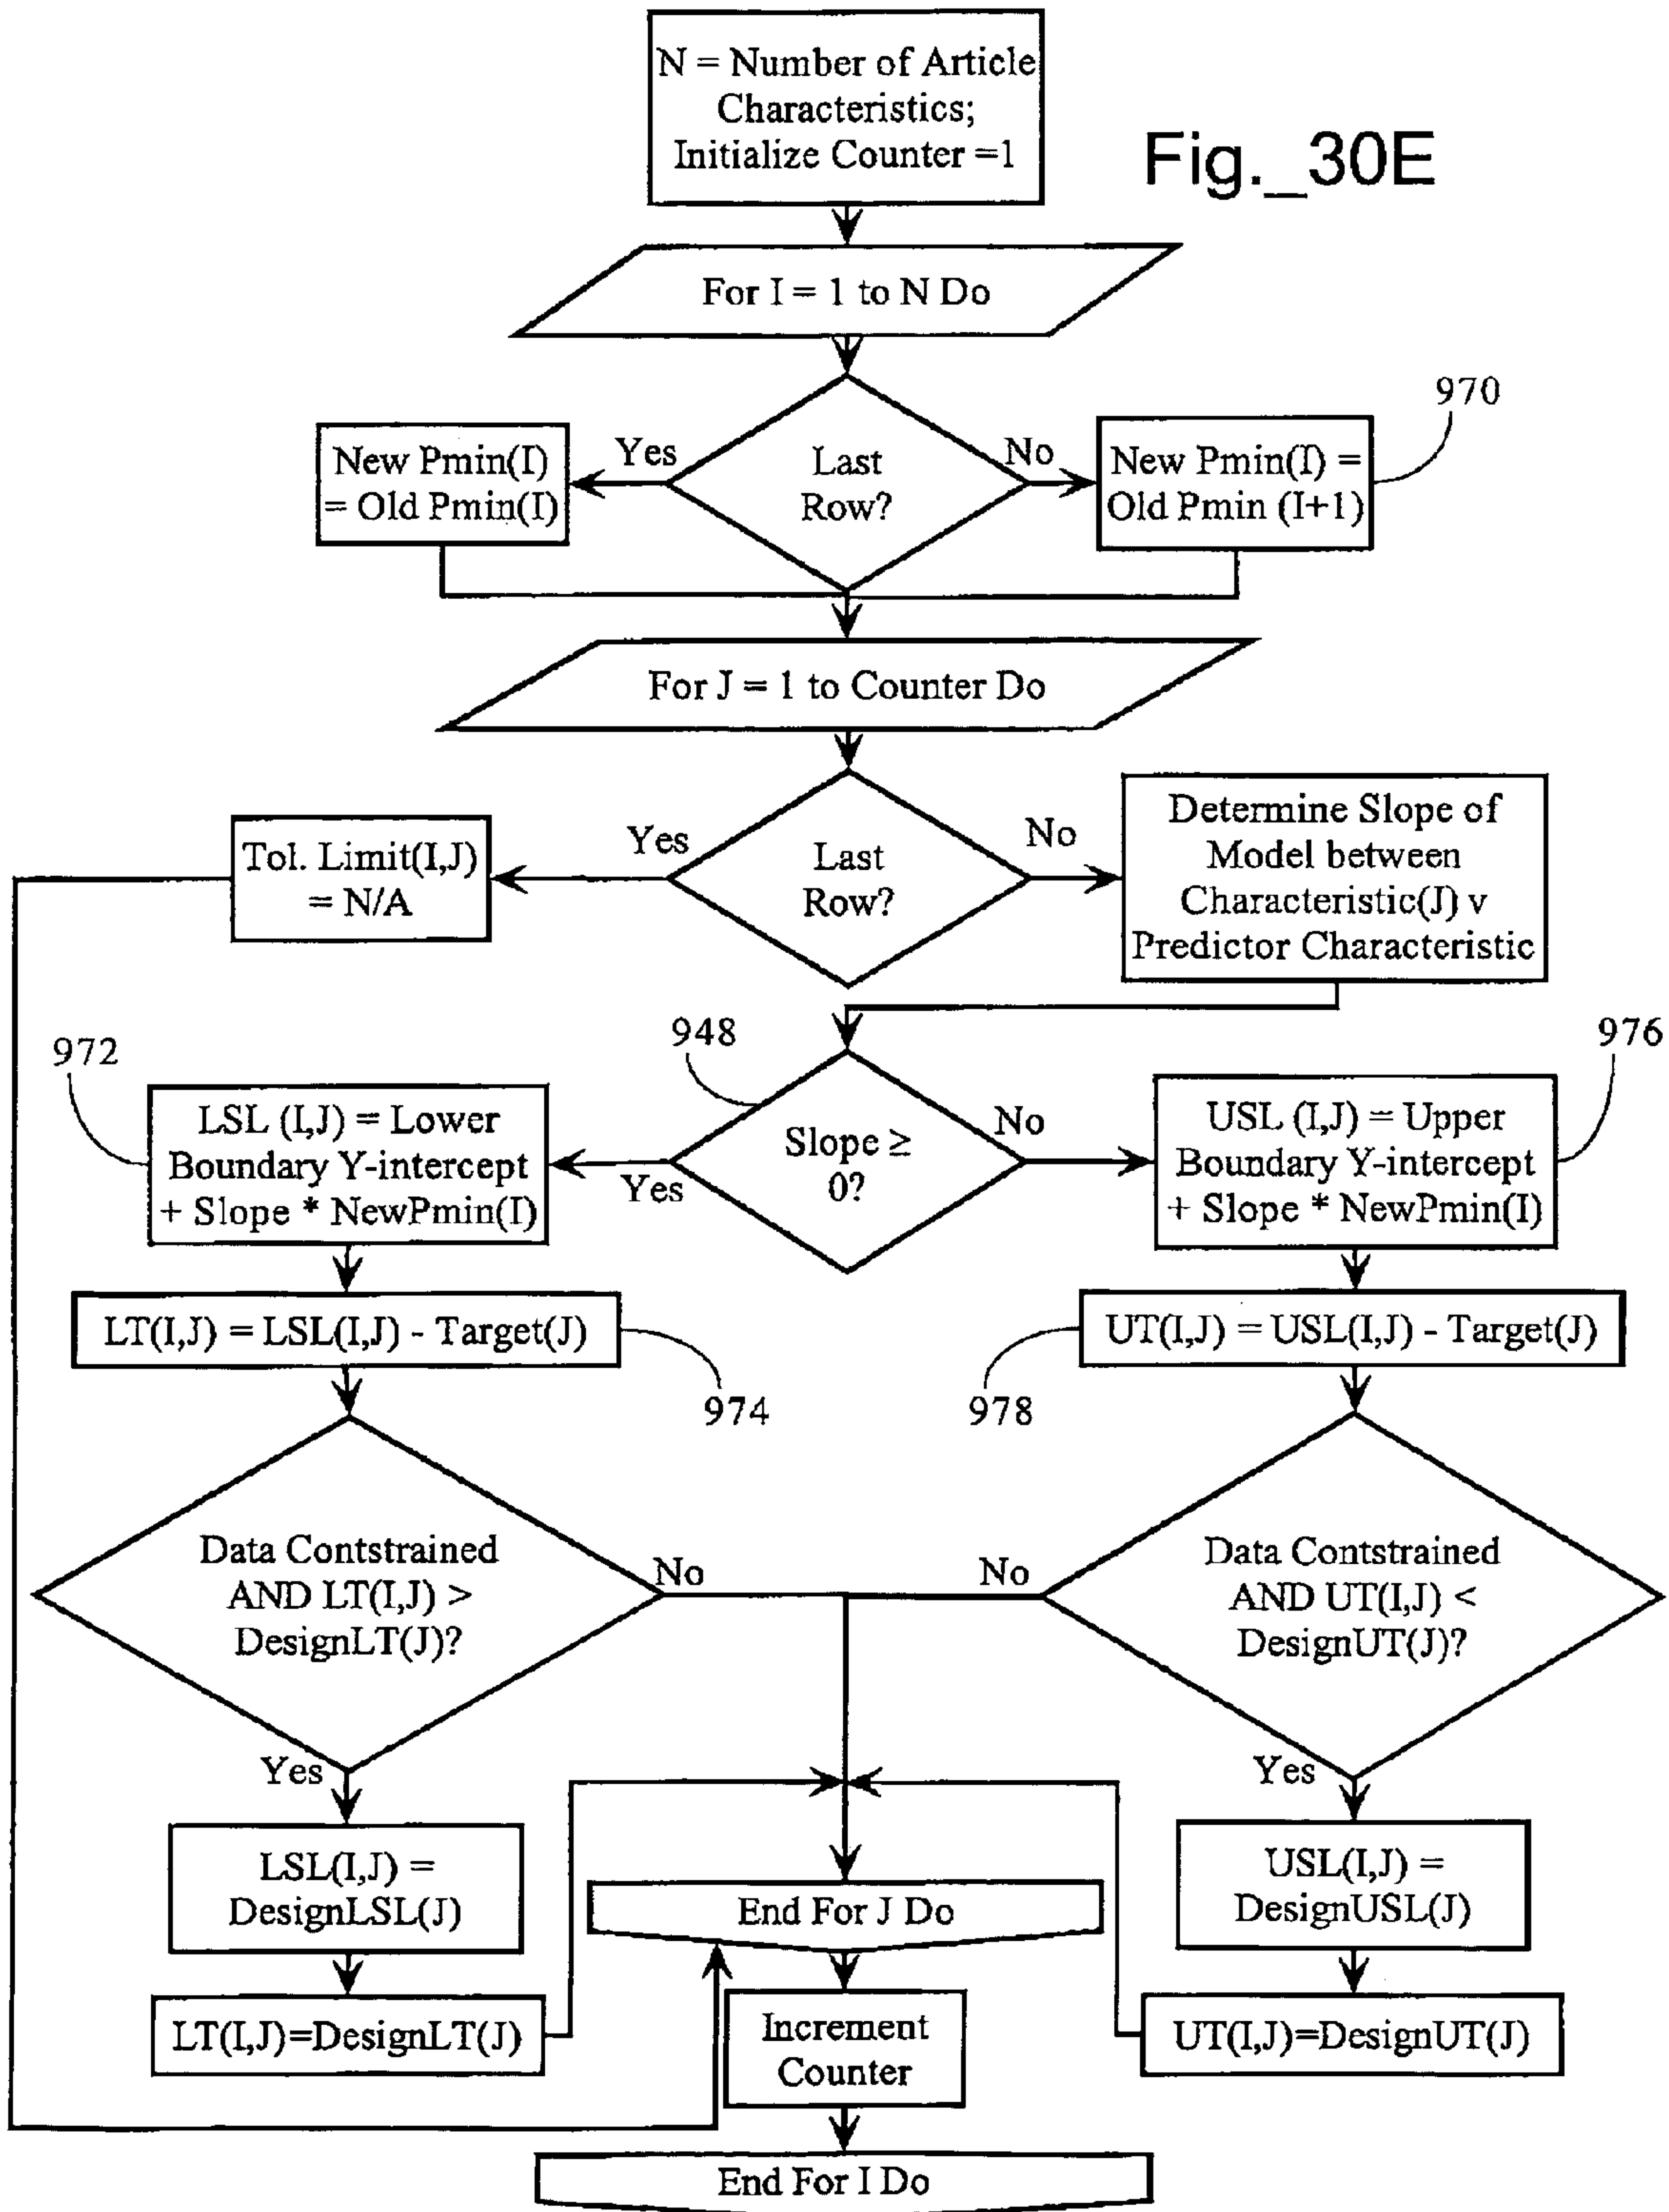 N = Number of Article
Characteristics;
Initialize Counter =1
Fig._30E
For I = 1 to N Do
970
New Pmin(I)
= Old Pmin(I)
Yes
Last
Row?
No
New Pmin(I) =
Old Pmin (I+1)
For J = 1 to Counter Do
Tol. Limit(I,J)
= N/A
Yes
Last
Row?
No
Determine Slope of
Model between
Characteristic(J) v
Predictor Characteristic
972
948
976
LSL (I,J) = Lower
Boundary Y-intercept
+ Slope * NewPmin(I)
Yes
Slope ≥
0?
No
USL (I,J) = Upper
Boundary Y-intercept
+ Slope * NewPmin(I)
LT(I,J) = LSL(I,J) - Target(J)
974
UT(I,J) = USL(I,J) - Target(J)
978
Data Contstrained
AND LT(I,J) >
DesignLT(J)?
No
No
Data Contstrained
AND UT(I,J) <
DesignUT(J)?
Yes
Yes
LSL(I,J) =
DesignLSL(J)
End For J Do
USL(I,J) =
DesignUSL(J)
LT(I,J)=DesignLT(J)
Increment
Counter
UT(I,J)=DesignUT(J)
End For I Do